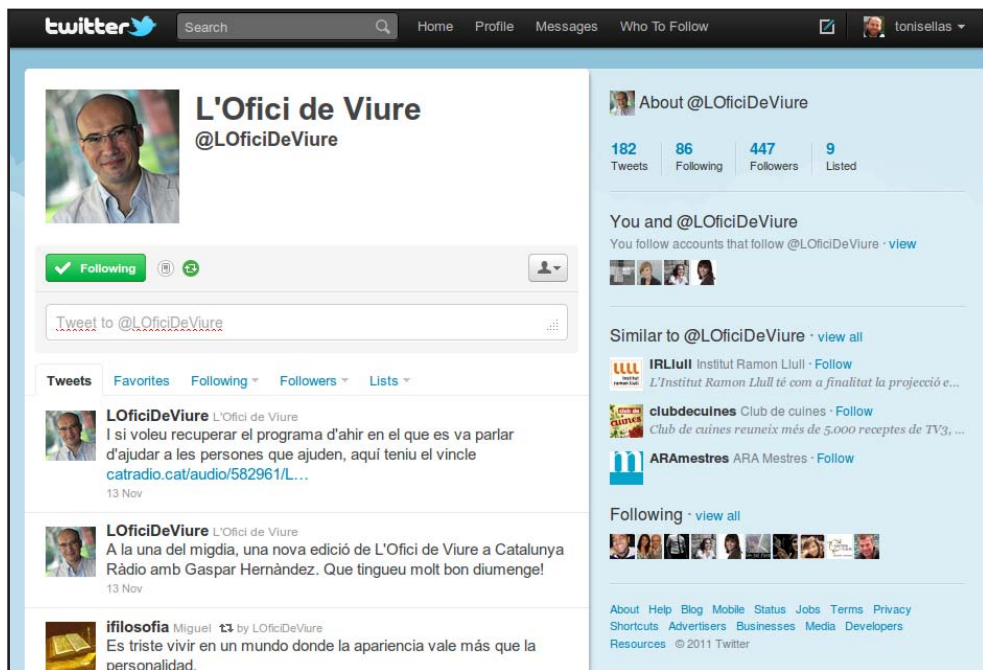 twitter
Search
Home Profile Messages Who To Follow
tonisellas
L'Ofici de Viure
@LOficiDeViure
Following
Tweet to @LOficiDeViure
Tweets Favorites Following Followers Lists
LOficiDeViure L'Ofici de Viure
I si voleu recuperar el programa d'ahir en el que es va parlar
d'ajudar a les persones que ajuden, aquí teniu el vincle
catradio.cat/audio/582961/L…
13 Nov
LOficiDeViure L'Ofici de Viure
A la una del migdia, una nova edició de L'Ofici de Viure a Catalunya
Ràdio amb Gaspar Hernàndez. Que tingueu molt bon diumenge!
13 Nov
ifilosofia Miguel by LOficiDeViure
Es triste vivir en un mundo donde la apariencia vale más que la
personalidad.
About @LOficiDeViure
182 86 447 9
Tweets Following Followers Listed
You and @LOficiDeViure
You follow accounts that follow @LOficiDeViure · view
Similar to @LOficiDeViure · view all
IRLlull Institut Ramon Llull · Follow
L'Institut Ramon Llull té com a finalitat la projecció e...
clubdecuines Club de cuines · Follow
Club de cuines reuneix més de 5.000 receptes de TV3, ...
ARAmestres ARA Mestres · Follow
Following · view all
About Help Blog Mobile Status Jobs Terms Privacy
Shortcuts Advertisers Businesses Media Developers
Resources © 2011 Twitter